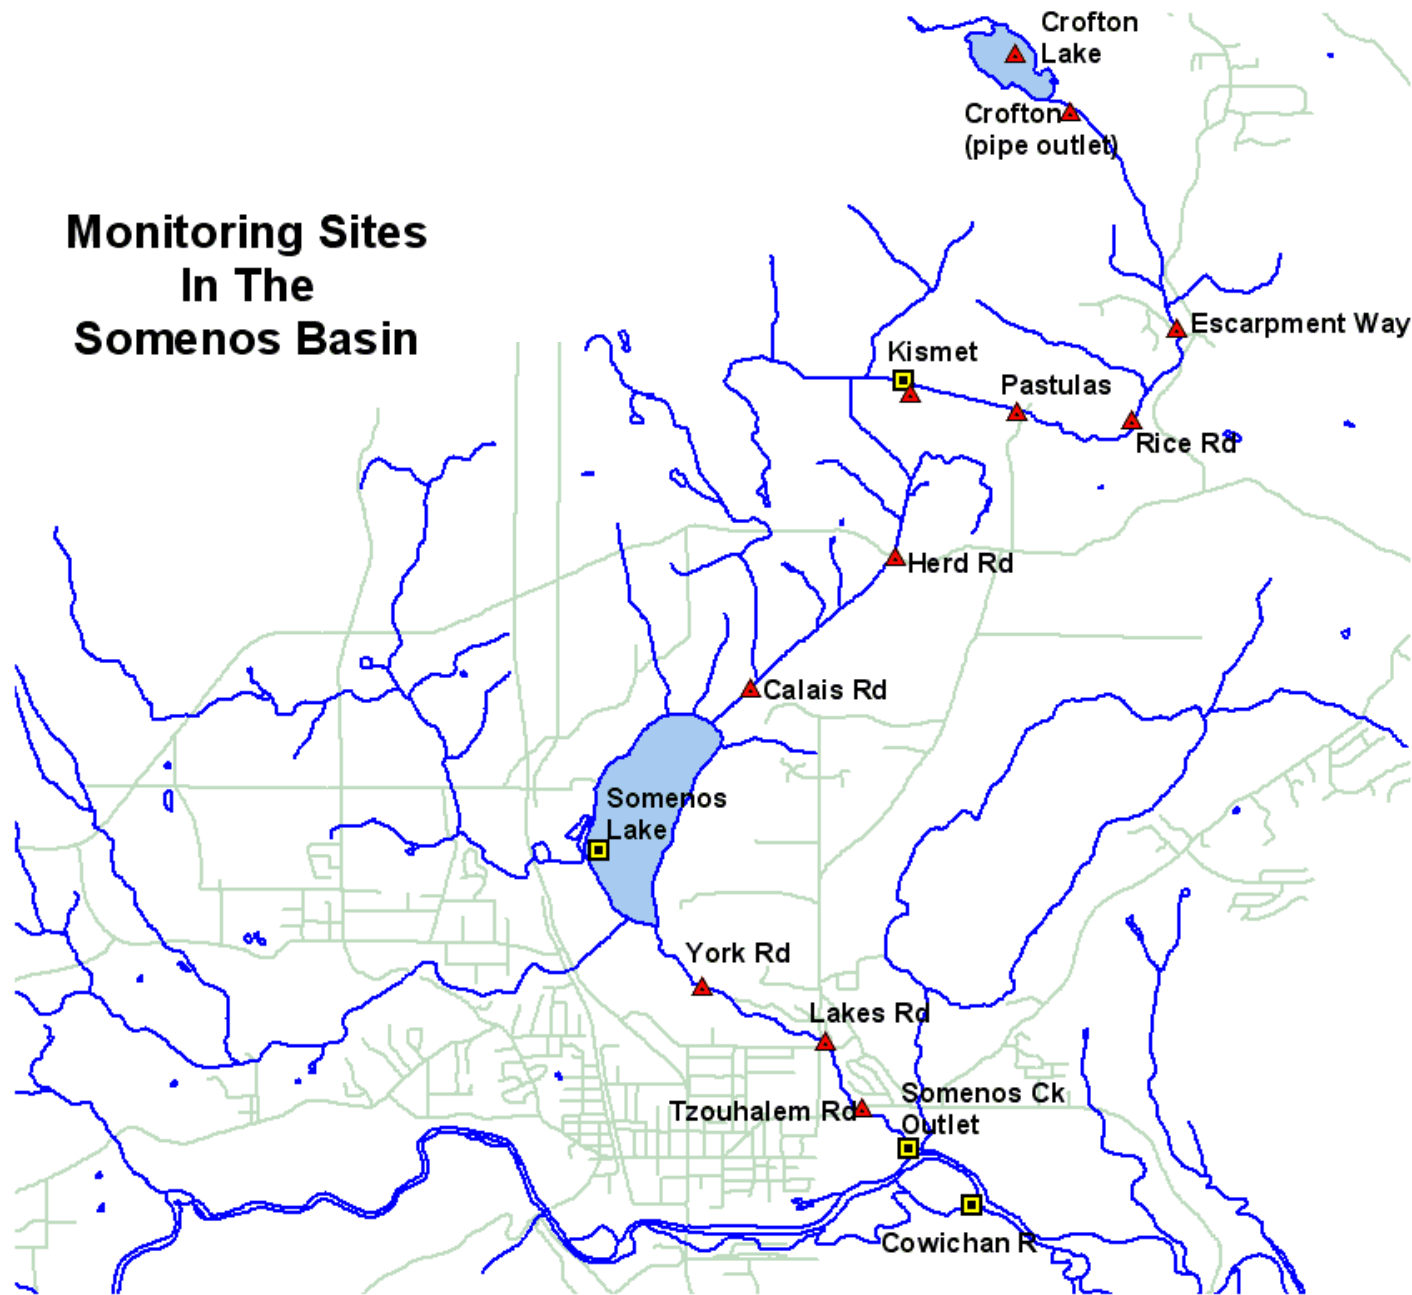 Crofton
Lake
Crofton
(pipe outlet)
Monitoring Sites
In The
Somenos Basin
Escarpment Way
Kismet
Pastulas
Rice Rd
Herd Rd
Calais Rd
Somenos
Lake
York Rd
Lakes Rd
Somenos Ck
Outlet
Tzouhalem Rd
Cowichan R